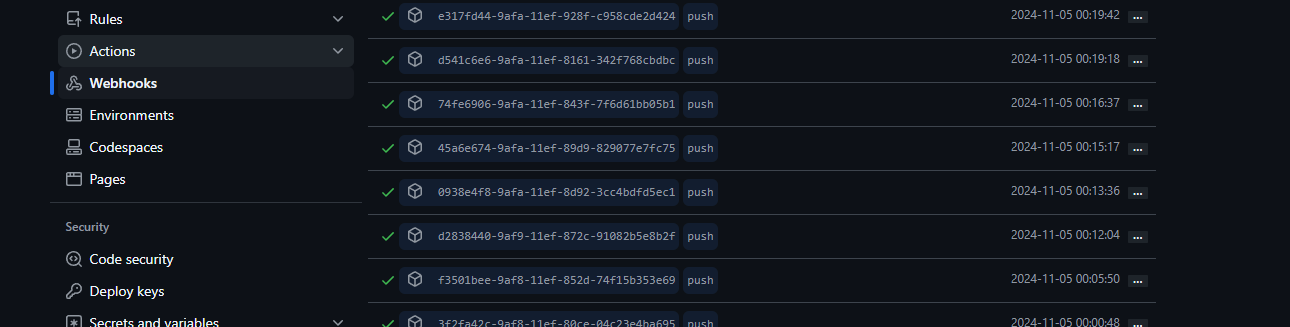 Rules
Actions
Webhooks
Environments
Codespaces
Pages
Security
Code security
Deploy keys
Secrets and variables
e317fd44-9afa-11ef-928f-c958cde2d424 push 2024-11-05 00:19:42 ...
d541c6e6-9afa-11ef-8161-342f768cbdbc push 2024-11-05 00:19:18 ...
74fe6906-9afa-11ef-843f-7f6d61bb05b1 push 2024-11-05 00:16:37 ...
45a6e674-9afa-11ef-89d9-829077e7fc75 push 2024-11-05 00:15:17 ...
0938e4f8-9afa-11ef-8d92-3cc4bdfd5ec1 push 2024-11-05 00:13:36 ...
d2838440-9af9-11ef-872c-91082b5e8b2f push 2024-11-05 00:12:04 ...
f3501bee-9af8-11ef-852d-74f15b353e69 push 2024-11-05 00:05:50 ...
3f2fa42c-9af8-11ef-80ce-04c23e4ba695 push 2024-11-05 00:00:48 ...